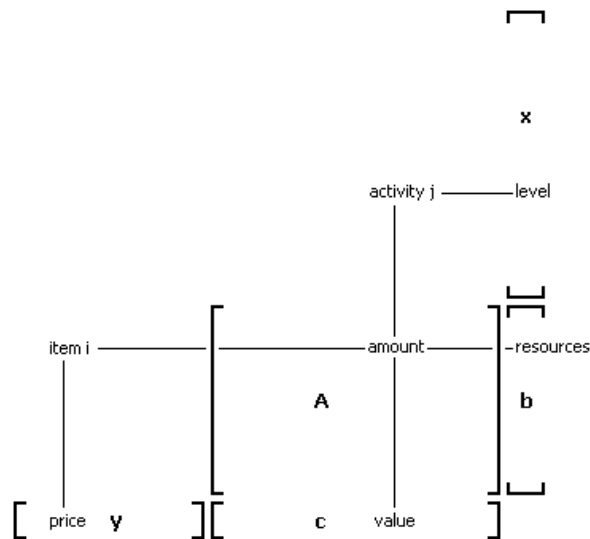 x
activity j level
item i amount resources
A b
price y c value